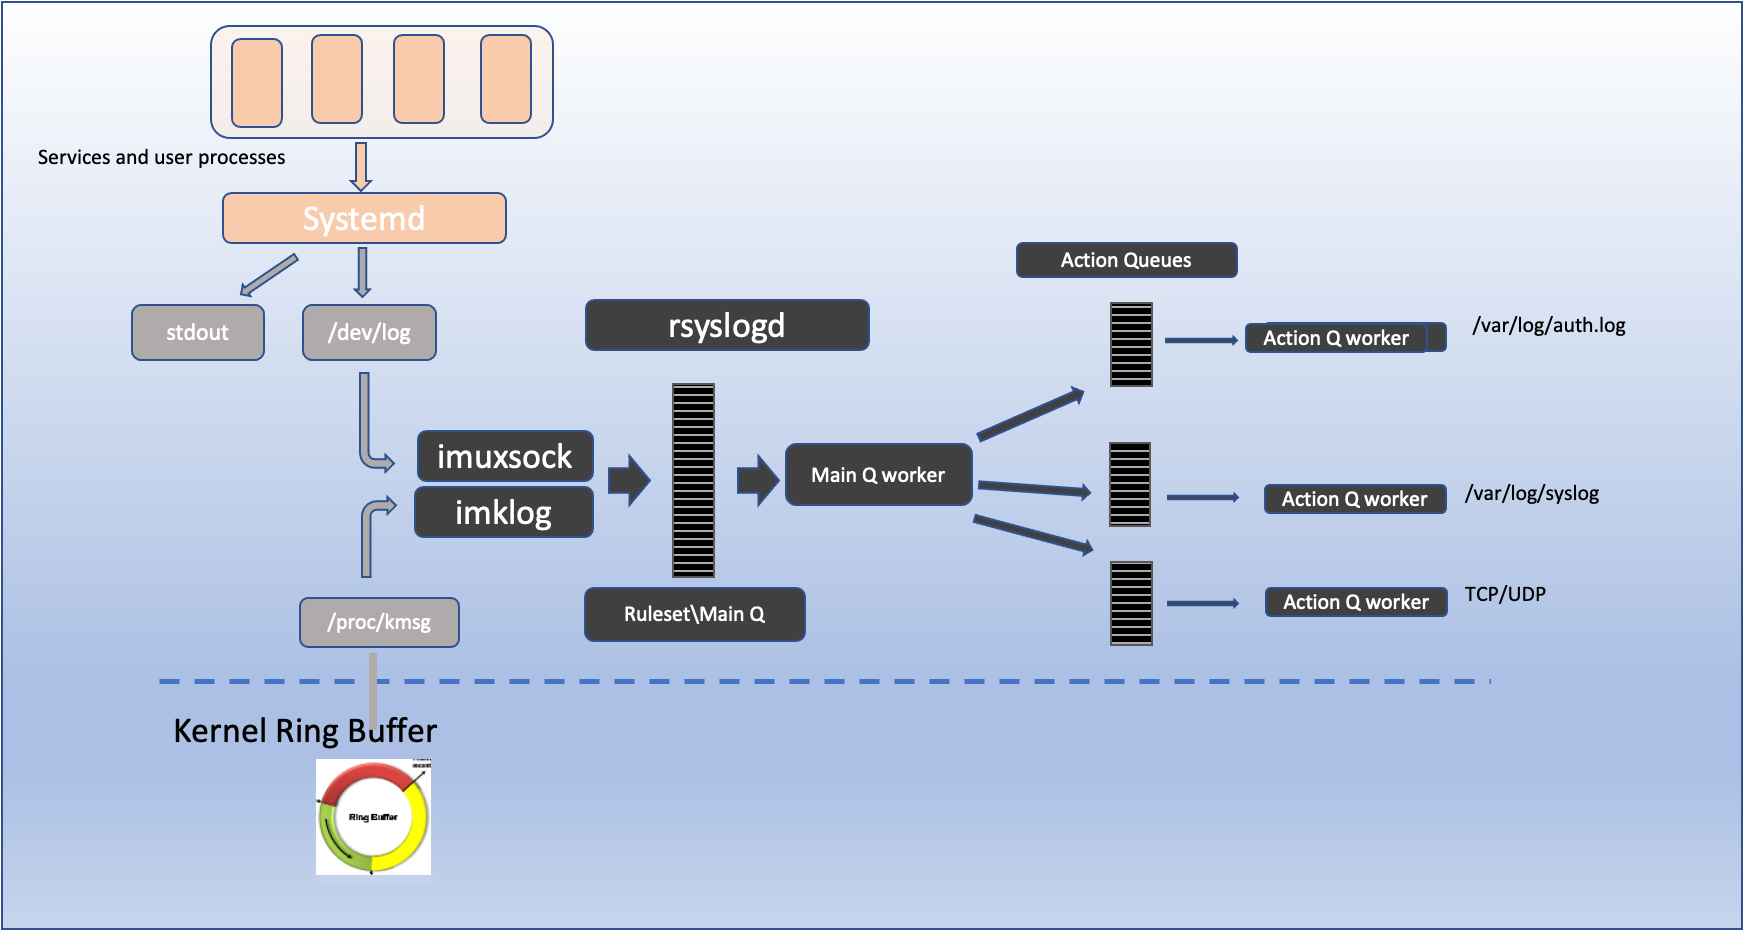 Services and user processes
Systemd
stdout
/dev/log
rsyslogd
Action Queues
Action Q worker
/var/log/auth.log
imuxsock
imklog
Main Q worker
Action Q worker
/var/log/syslog
/proc/kmsg
Ruleset\Main Q
Action Q worker
TCP/UDP
Kernel Ring Buffer
Ring Buffer